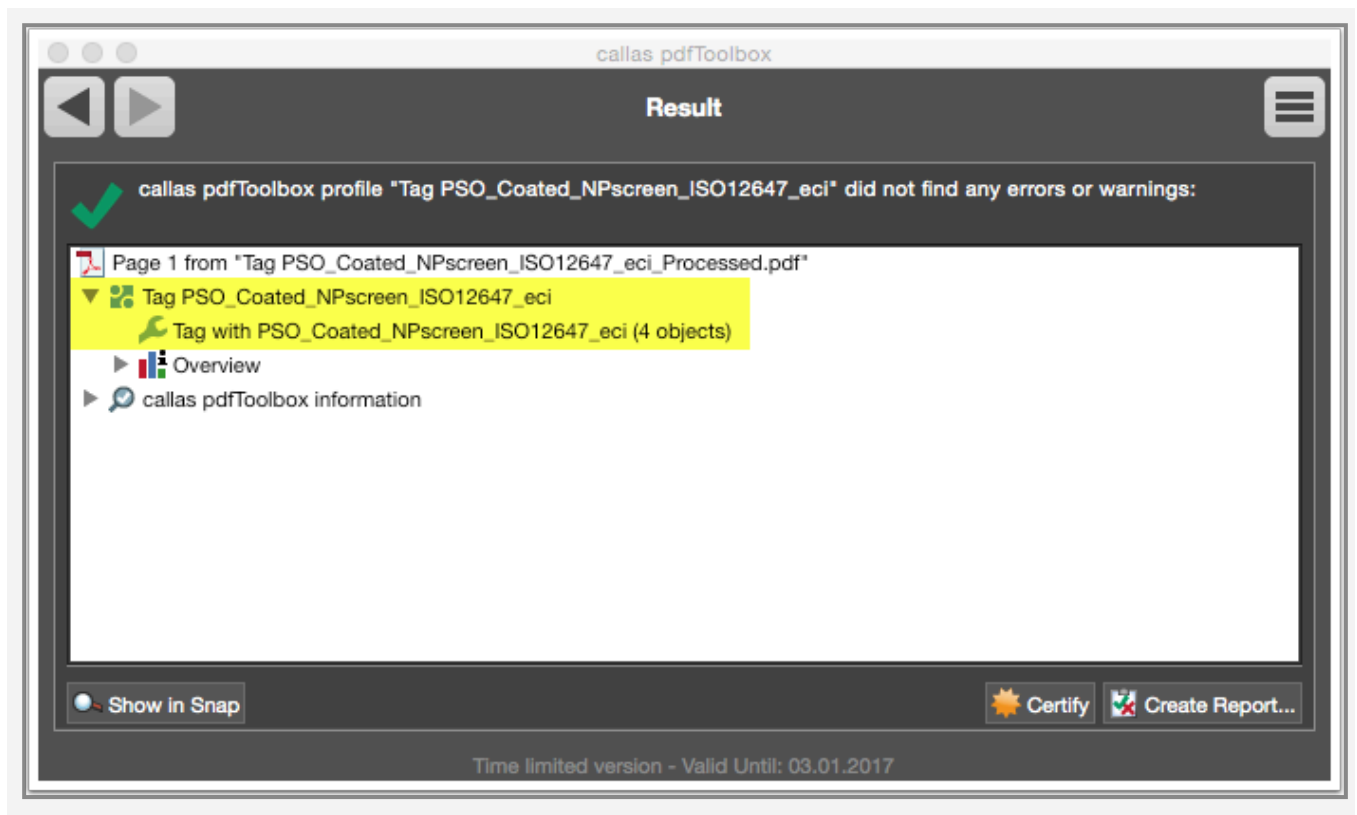 callas pdfToolbox
Result
callas pdfToolbox profile "Tag PSO_Coated_NPscreen_ISO12647_eci" did not find any errors or warnings:
Page 1 from "Tag PSO_Coated_NPscreen_ISO12647_eci_Processed.pdf"
Tag PSO_Coated_NPscreen_ISO12647_eci
Tag with PSO_Coated_NPscreen_ISO12647_eci (4 objects)
Overview
callas pdfToolbox information
Show in Snap
Certify
Create Report...
Time limited version - Valid Until: 03.01.2017